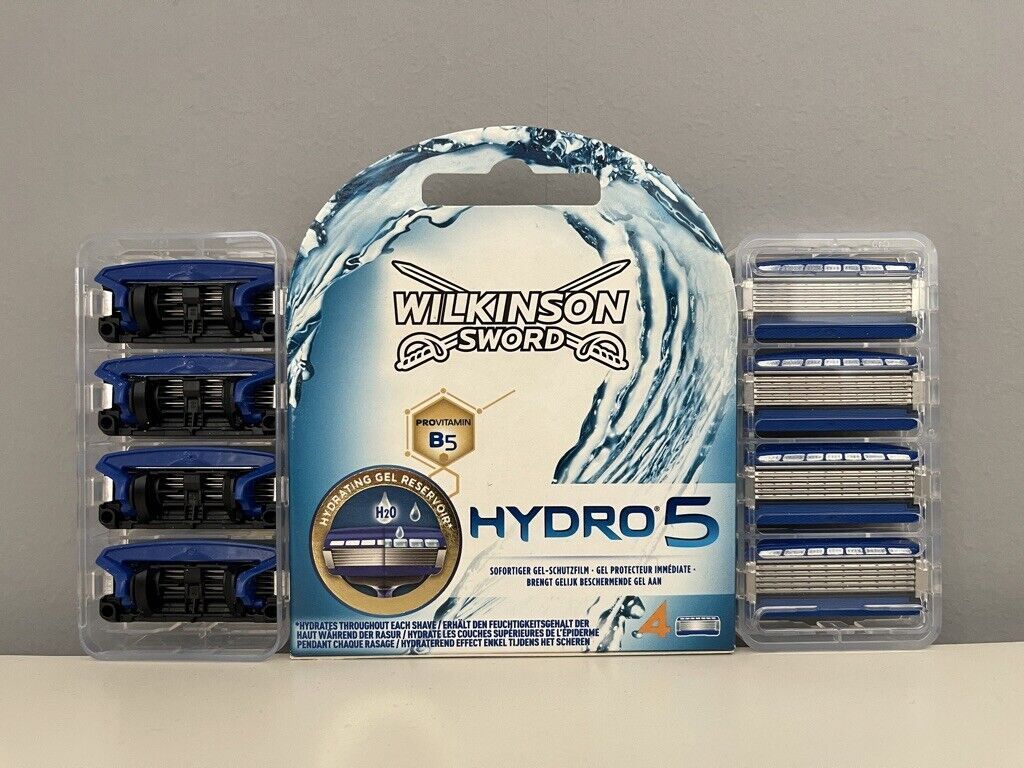 WILKINSON
SWORD
PROVITAMIN
B5
HYDRATING GEL RESERVOIR*
H2O
HYDRO® 5
SOFORTIGER GEL-SCHUTZFILM · GEL PROTECTEUR IMMÉDIATE ·
BRENGT GELIJK BESCHERMENDE GEL AAN
*HYDRATES THROUGHOUT EACH SHAVE / ERHÄLT DEN FEUCHTIGKEITSGEHALT DER
HAUT WÄHREND DER RASUR / HYDRATE LES COUCHES SUPÉRIEURES DE L'ÉPIDERME
PENDANT CHAQUE RASAGE / HYDRATEREND EFFECT ENKEL TIJDENS HET SCHEREN
4